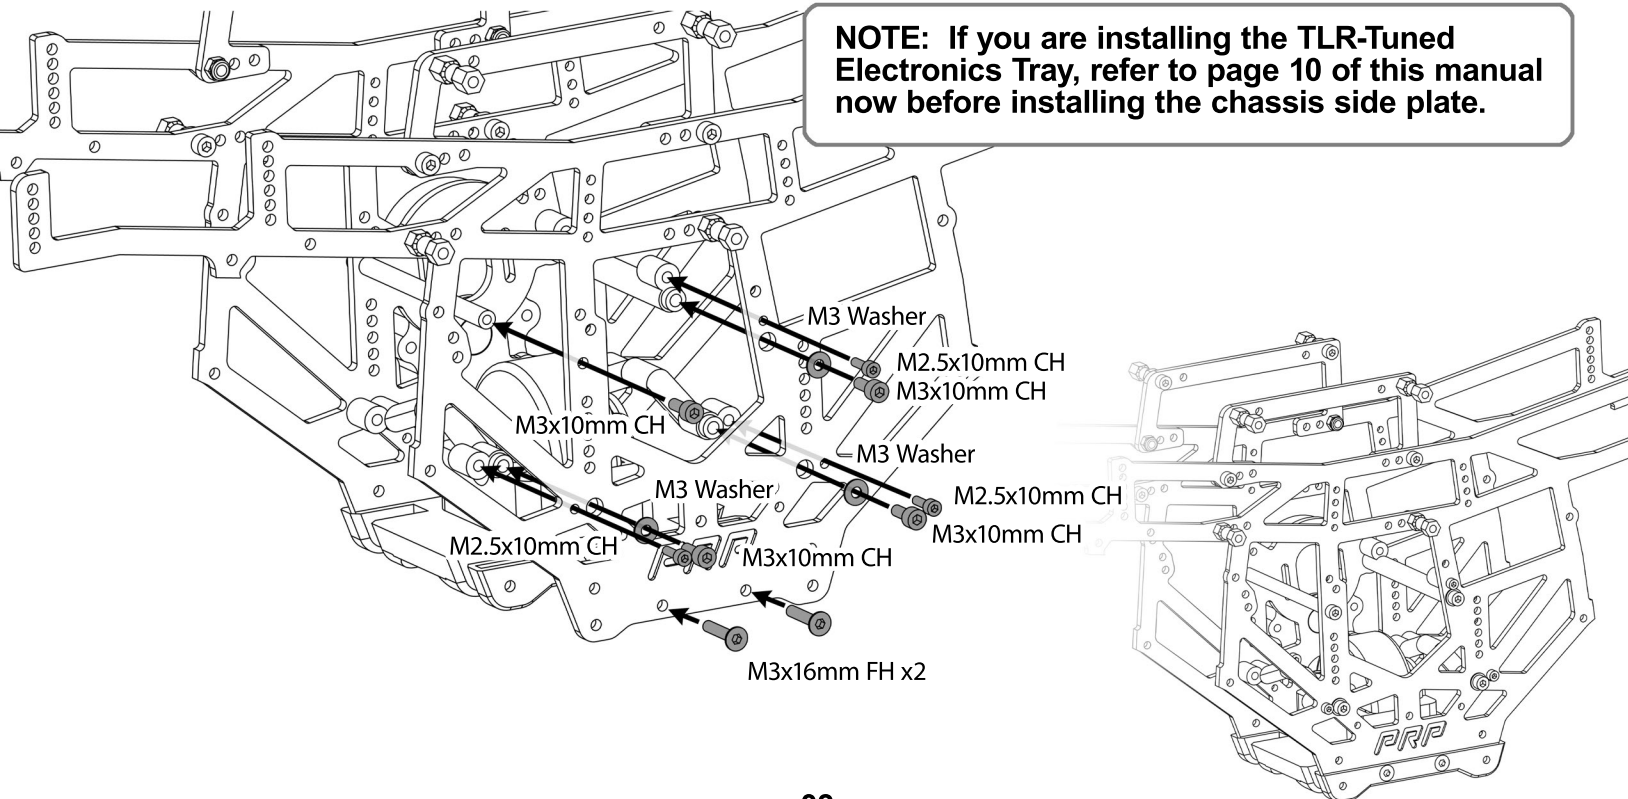 NOTE: If you are installing the TLR-Tuned
Electronics Tray, refer to page 10 of this manual
now before installing the chassis side plate.
M3 Washer
M2.5x10mm CH
M3x10mm CH
M3x10mm CH
M3 Washer
M3 Washer
M2.5x10mm CH
M3x10mm CH
M2.5x10mm CH
M3x10mm CH
M3x16mm FH x2
PRP